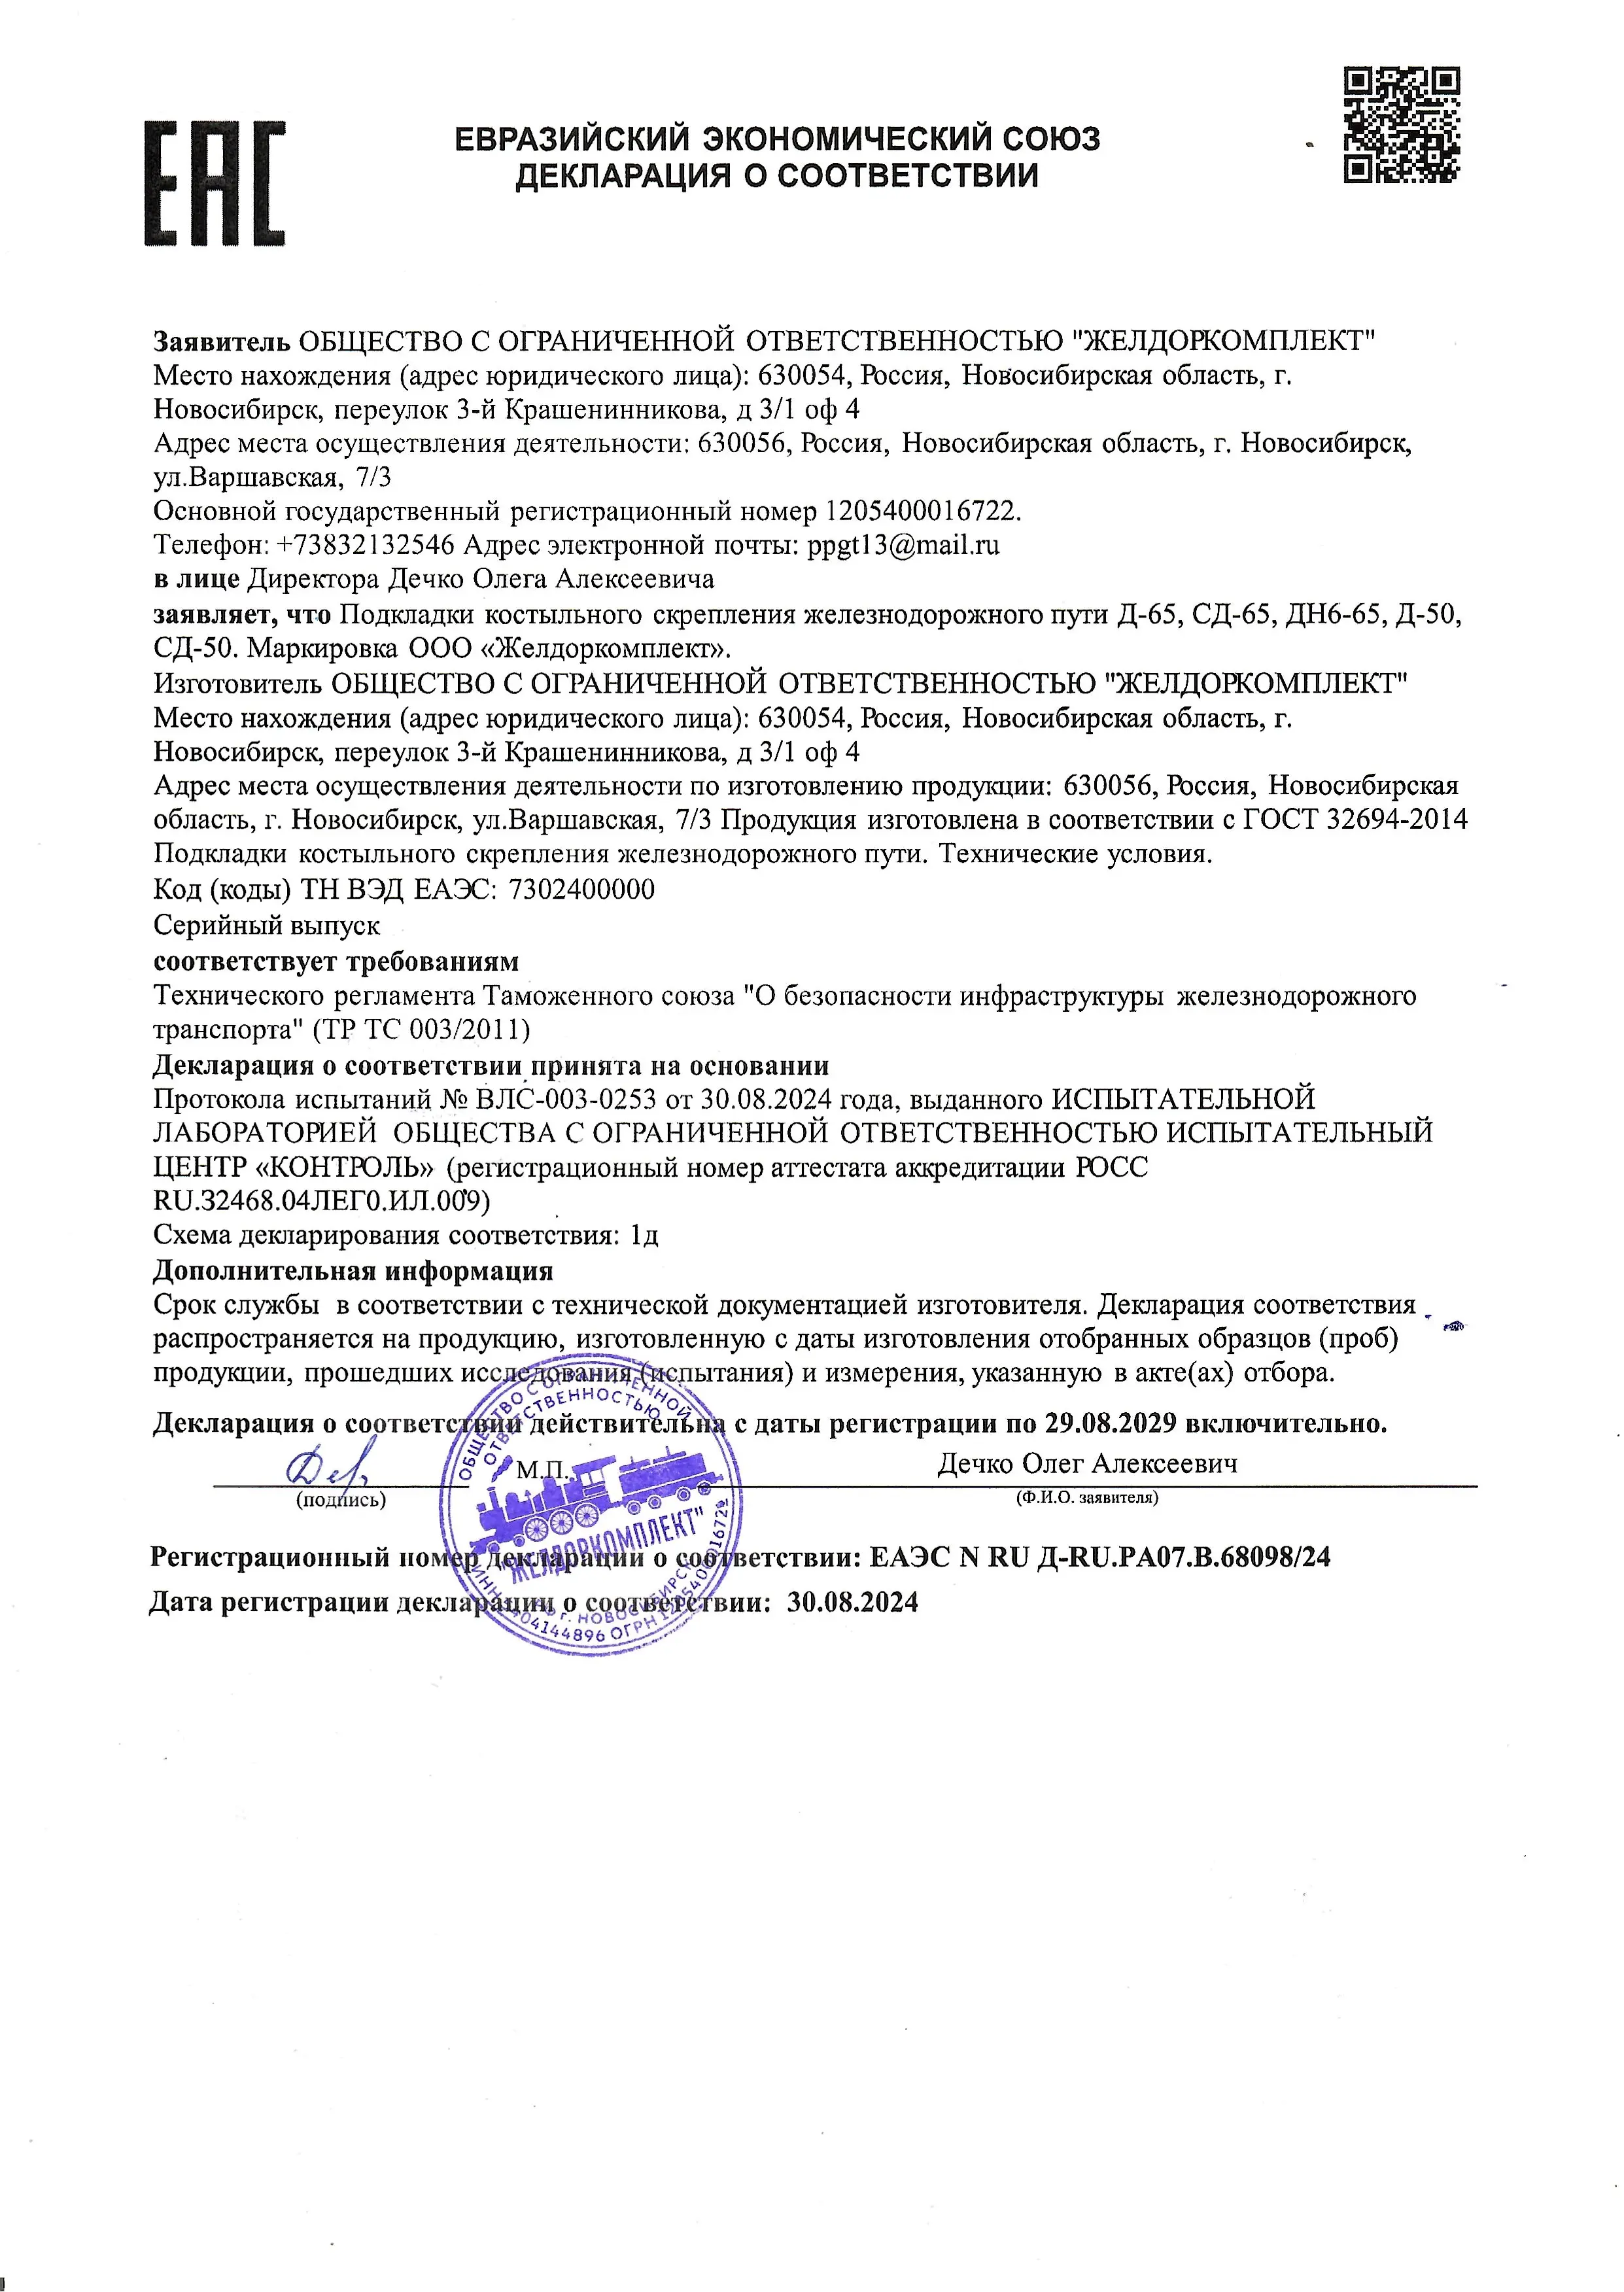 ЕАС
ЕВРАЗИЙСКИЙ ЭКОНОМИЧЕСКИЙ СОЮЗ
ДЕКЛАРАЦИЯ О СООТВЕТСТВИИ
Заявитель ОБЩЕСТВО С ОГРАНИЧЕННОЙ ОТВЕТСТВЕННОСТЬЮ "ЖЕЛДОРКОМПЛЕКТ"
Место нахождения (адрес юридического лица): 630054, Россия, Новосибирская область, г.
Новосибирск, переулок 3-й Крашенинникова, д 3/1 оф 4
Адрес места осуществления деятельности: 630056, Россия, Новосибирская область, г. Новосибирск,
ул.Варшавская, 7/3
Основной государственный регистрационный номер 1205400016722.
Телефон: +73832132546 Адрес электронной почты: ppgt13@mail.ru
в лице Директора Дечко Олега Алексеевича
заявляет, что Подкладки костыльного скрепления железнодорожного пути Д-65, СД-65, ДН6-65, Д-50,
СД-50. Маркировка ООО «Желдоркомплект».
Изготовитель ОБЩЕСТВО С ОГРАНИЧЕННОЙ ОТВЕТСТВЕННОСТЬЮ "ЖЕЛДОРКОМПЛЕКТ"
Место нахождения (адрес юридического лица): 630054, Россия, Новосибирская область, г.
Новосибирск, переулок 3-й Крашенинникова, д 3/1 оф 4
Адрес места осуществления деятельности по изготовлению продукции: 630056, Россия, Новосибирская
область, г. Новосибирск, ул.Варшавская, 7/3 Продукция изготовлена в соответствии с ГОСТ 32694-2014
Подкладки костыльного скрепления железнодорожного пути. Технические условия.
Код (коды) ТН ВЭД ЕАЭС: 7302400000
Серийный выпуск
соответствует требованиям
Технического регламента Таможенного союза "О безопасности инфраструктуры железнодорожного
транспорта" (ТР ТС 003/2011)
Декларация о соответствии принята на основании
Протокола испытаний № ВЛС-003-0253 от 30.08.2024 года, выданного ИСПЫТАТЕЛЬНОЙ
ЛАБОРАТОРИЕЙ ОБЩЕСТВА С ОГРАНИЧЕННОЙ ОТВЕТСТВЕННОСТЬЮ ИСПЫТАТЕЛЬНЫЙ
ЦЕНТР «КОНТРОЛЬ» (регистрационный номер аттестата аккредитации РОСС
RU.32468.04ЛЕГ0.ИЛ.009)
Схема декларирования соответствия: 1д
Дополнительная информация
Срок службы в соответствии с технической документацией изготовителя. Декларация соответствия
распространяется на продукцию, изготовленную с даты изготовления отобранных образцов (проб)
продукции, прошедших исследования (испытания) и измерения, указанную в акте(ах) отбора.
Декларация о соответствии действительна с даты регистрации по 29.08.2029 включительно.
М.П. Дечко Олег Алексеевич
(подпись) (Ф.И.О. заявителя)
ОБЩЕСТВО С ОГРАНИЧЕННОЙ
ОТВЕТСТВЕННОСТЬЮ
"ЖЕЛДОРКОМПЛЕКТ"
г. НОВОСИБИРСК
ОГРН 1205400016722
Регистрационный номер декларации о соответствии: ЕАЭС N RU Д-RU.РА07.В.68098/24
Дата регистрации декларации о соответствии: 30.08.2024